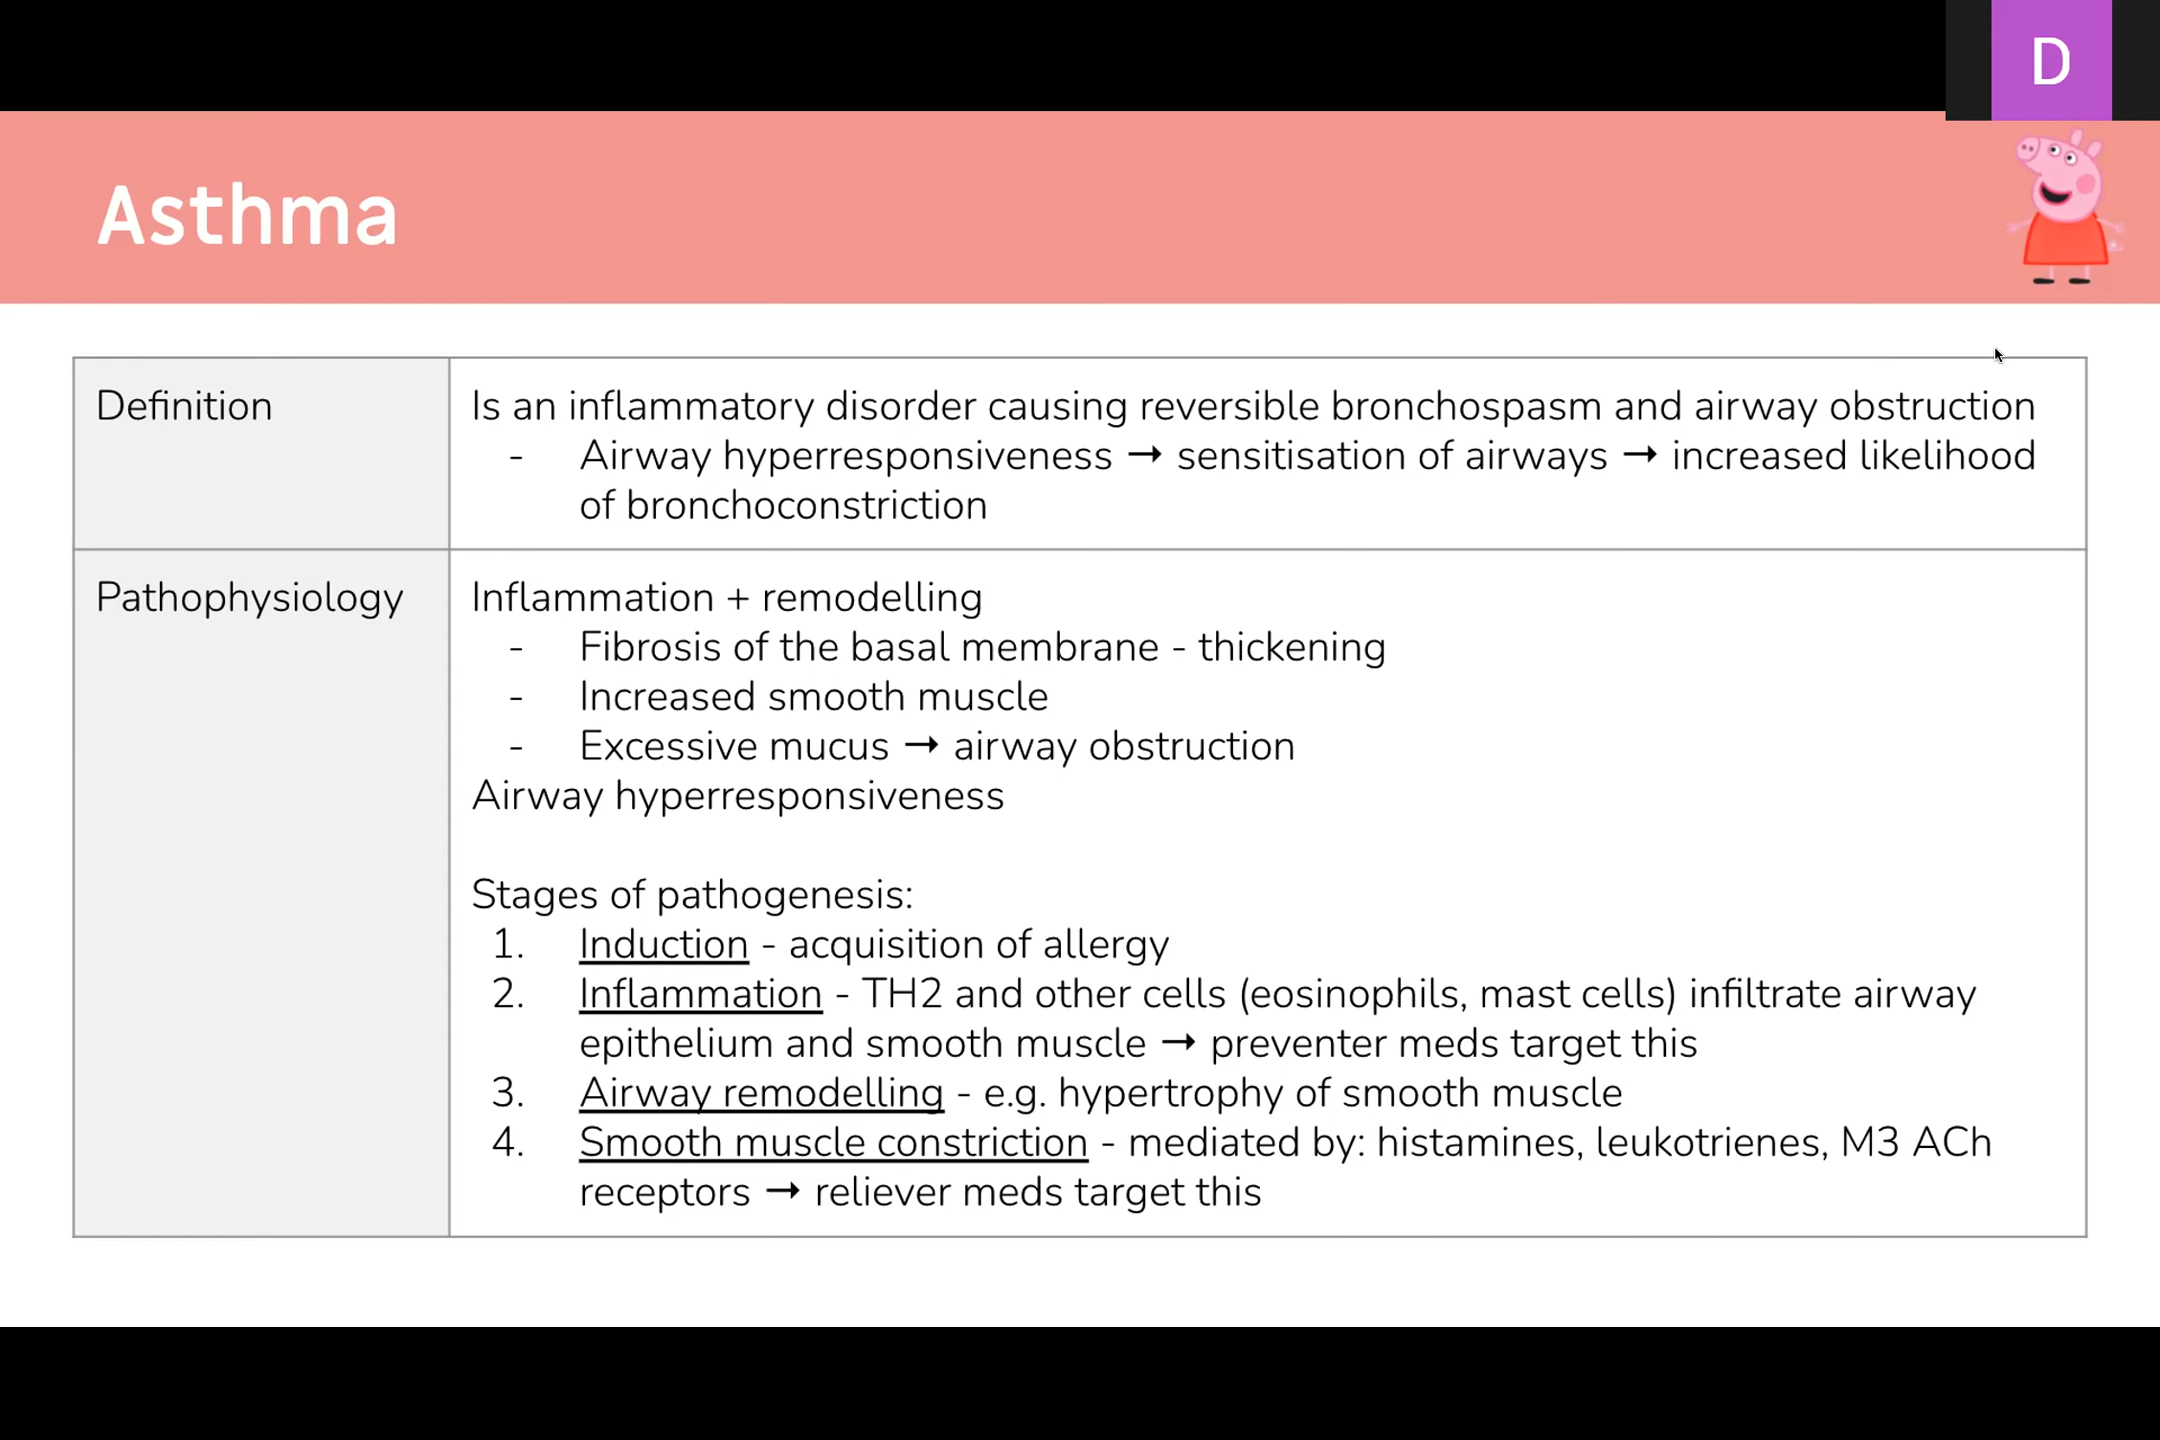 D
Asthma
Definition
Is an inflammatory disorder causing reversible bronchospasm and airway obstruction
- Airway hyperresponsiveness → sensitisation of airways → increased likelihood
of bronchoconstriction
Pathophysiology
Inflammation + remodelling
- Fibrosis of the basal membrane - thickening
- Increased smooth muscle
- Excessive mucus → airway obstruction
Airway hyperresponsiveness
Stages of pathogenesis:
1. Induction - acquisition of allergy
2. Inflammation - TH2 and other cells (eosinophils, mast cells) infiltrate airway
epithelium and smooth muscle → preventer meds target this
3. Airway remodelling - e.g. hypertrophy of smooth muscle
4. Smooth muscle constriction - mediated by: histamines, leukotrienes, M3 ACh
receptors → reliever meds target this